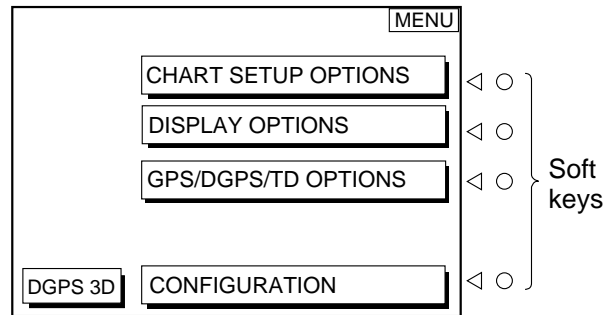 MENU
CHART SETUP OPTIONS
DISPLAY OPTIONS
GPS/DGPS/TD OPTIONS
Soft
keys
DGPS 3D
CONFIGURATION